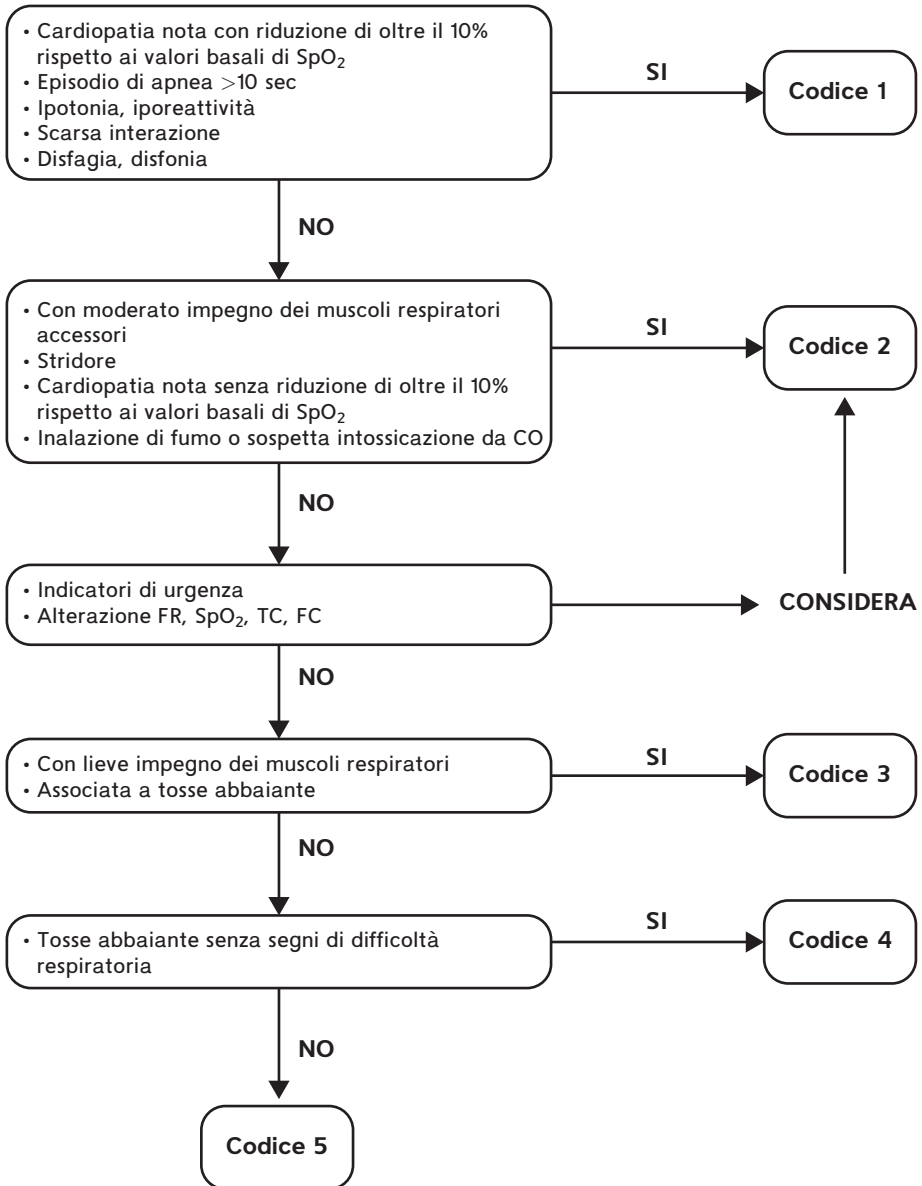 • Cardiopatia nota con riduzione di oltre il 10%
rispetto ai valori basali di SpO₂
• Episodio di apnea >10 sec
• Ipotonia, iporeattività
• Scarsa interazione
• Disfagia, disfonia
SI
Codice 1
NO
• Con moderato impegno dei muscoli respiratori
accessori
• Stridore
• Cardiopatia nota senza riduzione di oltre il 10%
rispetto ai valori basali di SpO₂
• Inalazione di fumo o sospetta intossicazione da CO
SI
Codice 2
NO
• Indicatori di urgenza
• Alterazione FR, SpO₂, TC, FC
CONSIDERA
NO
• Con lieve impegno dei muscoli respiratori
• Associata a tosse abbaiante
SI
Codice 3
NO
• Tosse abbaiante senza segni di difficoltà
respiratoria
SI
Codice 4
NO
Codice 5